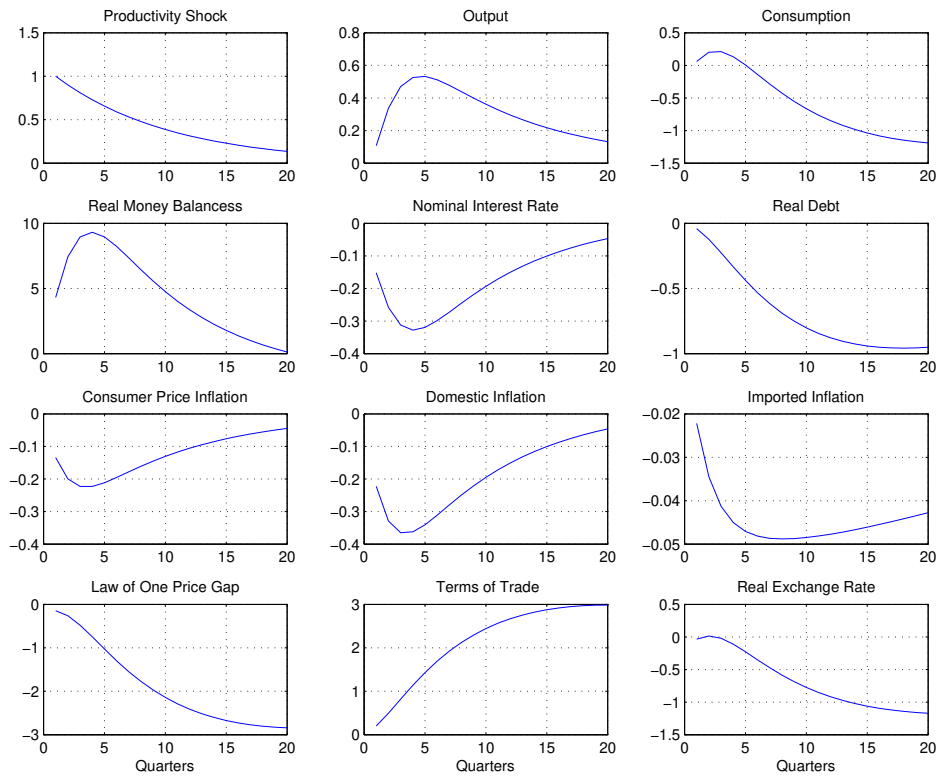 Productivity Shock
1.5
1
0.5
0
0 5 10 15 20
Output
0.8
0.6
0.4
0.2
0
0 5 10 15 20
Consumption
0.5
0
−0.5
−1
−1.5
0 5 10 15 20
Real Money Balancess
10
5
0
0 5 10 15 20
Nominal Interest Rate
0
−0.1
−0.2
−0.3
−0.4
0 5 10 15 20
Real Debt
0
−0.5
−1
0 5 10 15 20
Consumer Price Inflation
0
−0.1
−0.2
−0.3
−0.4
0 5 10 15 20
Domestic Inflation
0
−0.1
−0.2
−0.3
−0.4
0 5 10 15 20
Imported Inflation
−0.02
−0.03
−0.04
−0.05
0 5 10 15 20
Law of One Price Gap
0
−1
−2
−3
0 5 10 15 20
Quarters
Terms of Trade
3
2
1
0
0 5 10 15 20
Quarters
Real Exchange Rate
0.5
0
−0.5
−1
−1.5
0 5 10 15 20
Quarters